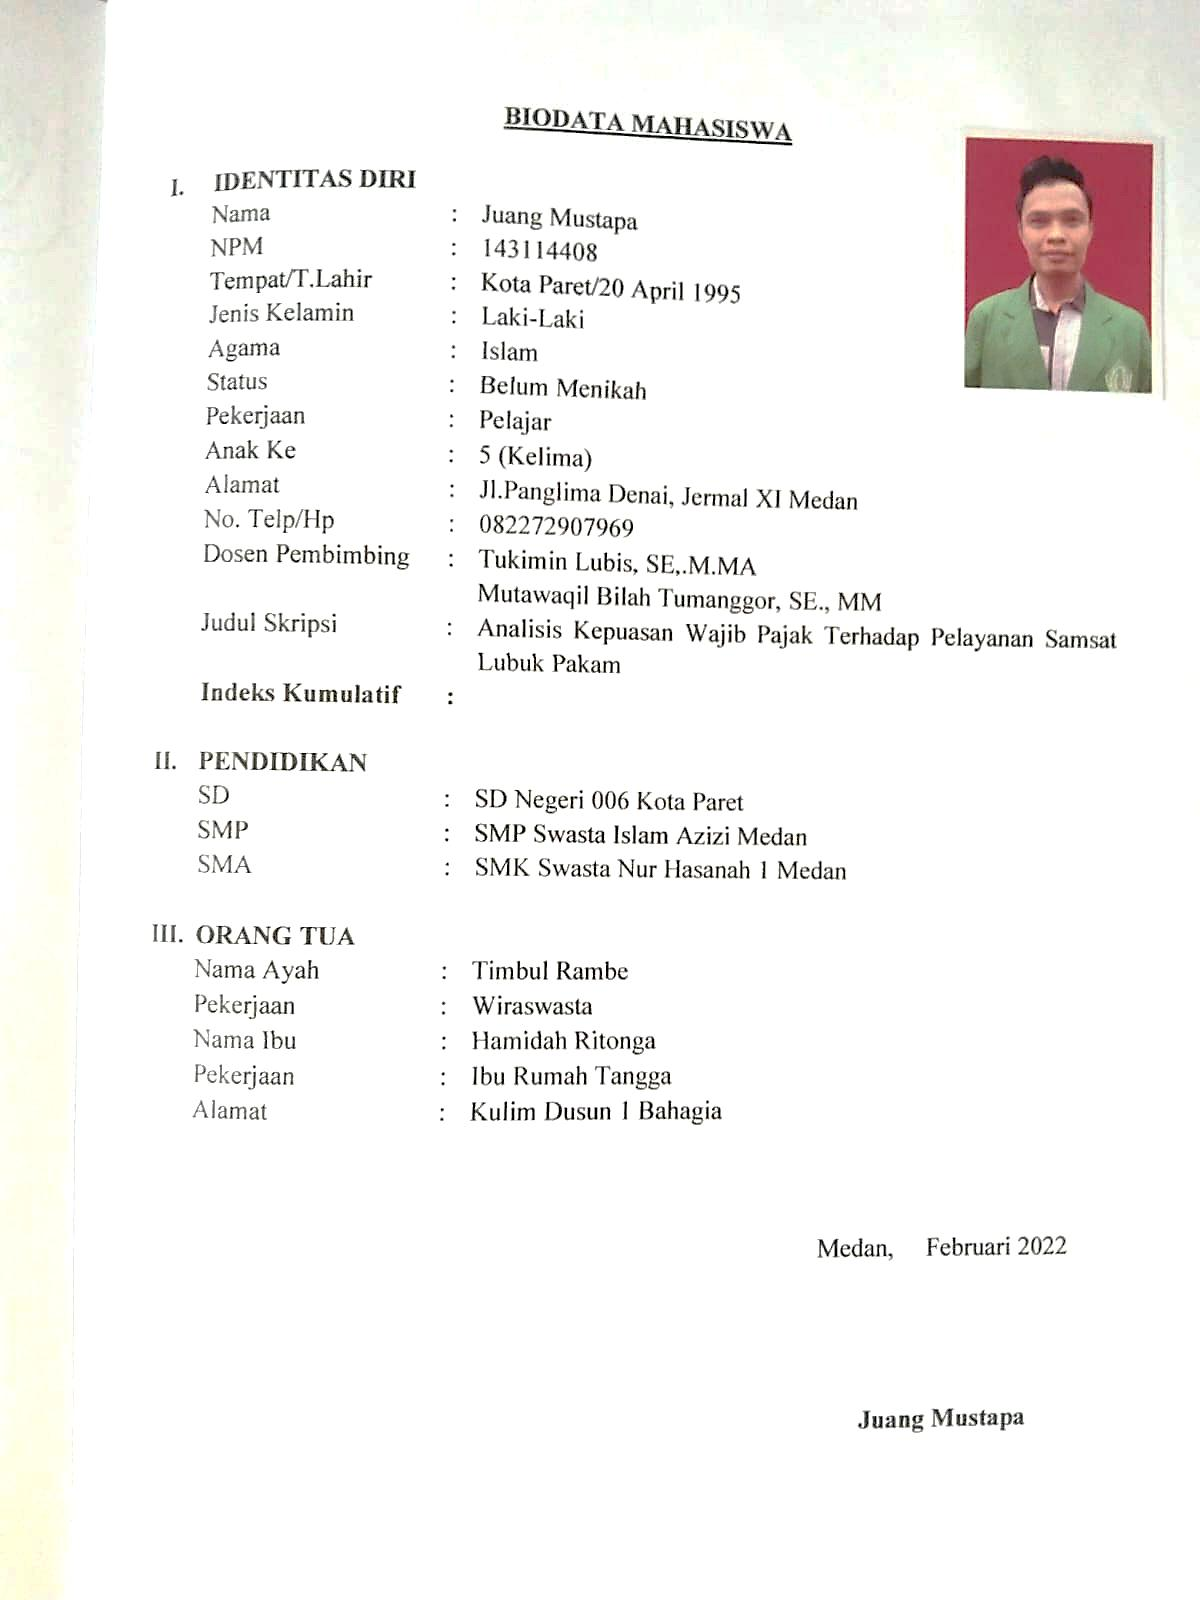 BIODATA MAHASISWA
I. IDENTITAS DIRI
Nama : Juang Mustapa
NPM : 143114408
Tempat/T.Lahir : Kota Paret/20 April 1995
Jenis Kelamin : Laki-Laki
Agama : Islam
Status : Belum Menikah
Pekerjaan : Pelajar
Anak Ke : 5 (Kelima)
Alamat : Jl.Panglima Denai, Jermal XI Medan
No. Telp/Hp : 082272907969
Dosen Pembimbing : Tukimin Lubis, SE,.M.MA
Mutawaqil Bilah Tumanggor, SE., MM
Judul Skripsi : Analisis Kepuasan Wajib Pajak Terhadap Pelayanan Samsat
Lubuk Pakam
Indeks Kumulatif :
II. PENDIDIKAN
SD : SD Negeri 006 Kota Paret
SMP : SMP Swasta Islam Azizi Medan
SMA : SMK Swasta Nur Hasanah 1 Medan
III. ORANG TUA
Nama Ayah : Timbul Rambe
Pekerjaan : Wiraswasta
Nama Ibu : Hamidah Ritonga
Pekerjaan : Ibu Rumah Tangga
Alamat : Kulim Dusun 1 Bahagia
Medan, Februari 2022
Juang Mustapa